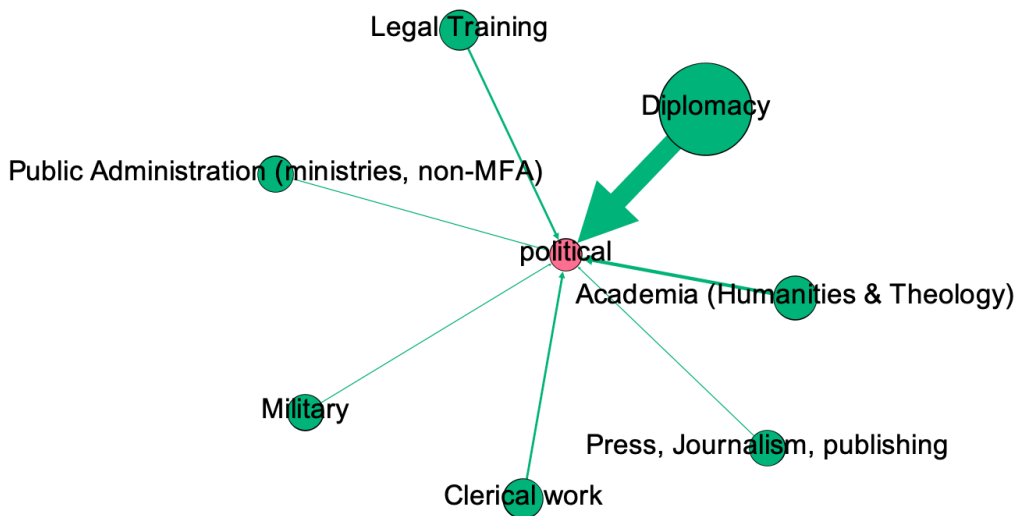 Legal Training
Diplomacy
Public Administration (ministries, non-MFA)
political
Academia (Humanities & Theology)
Military
Press, Journalism, publishing
Clerical work